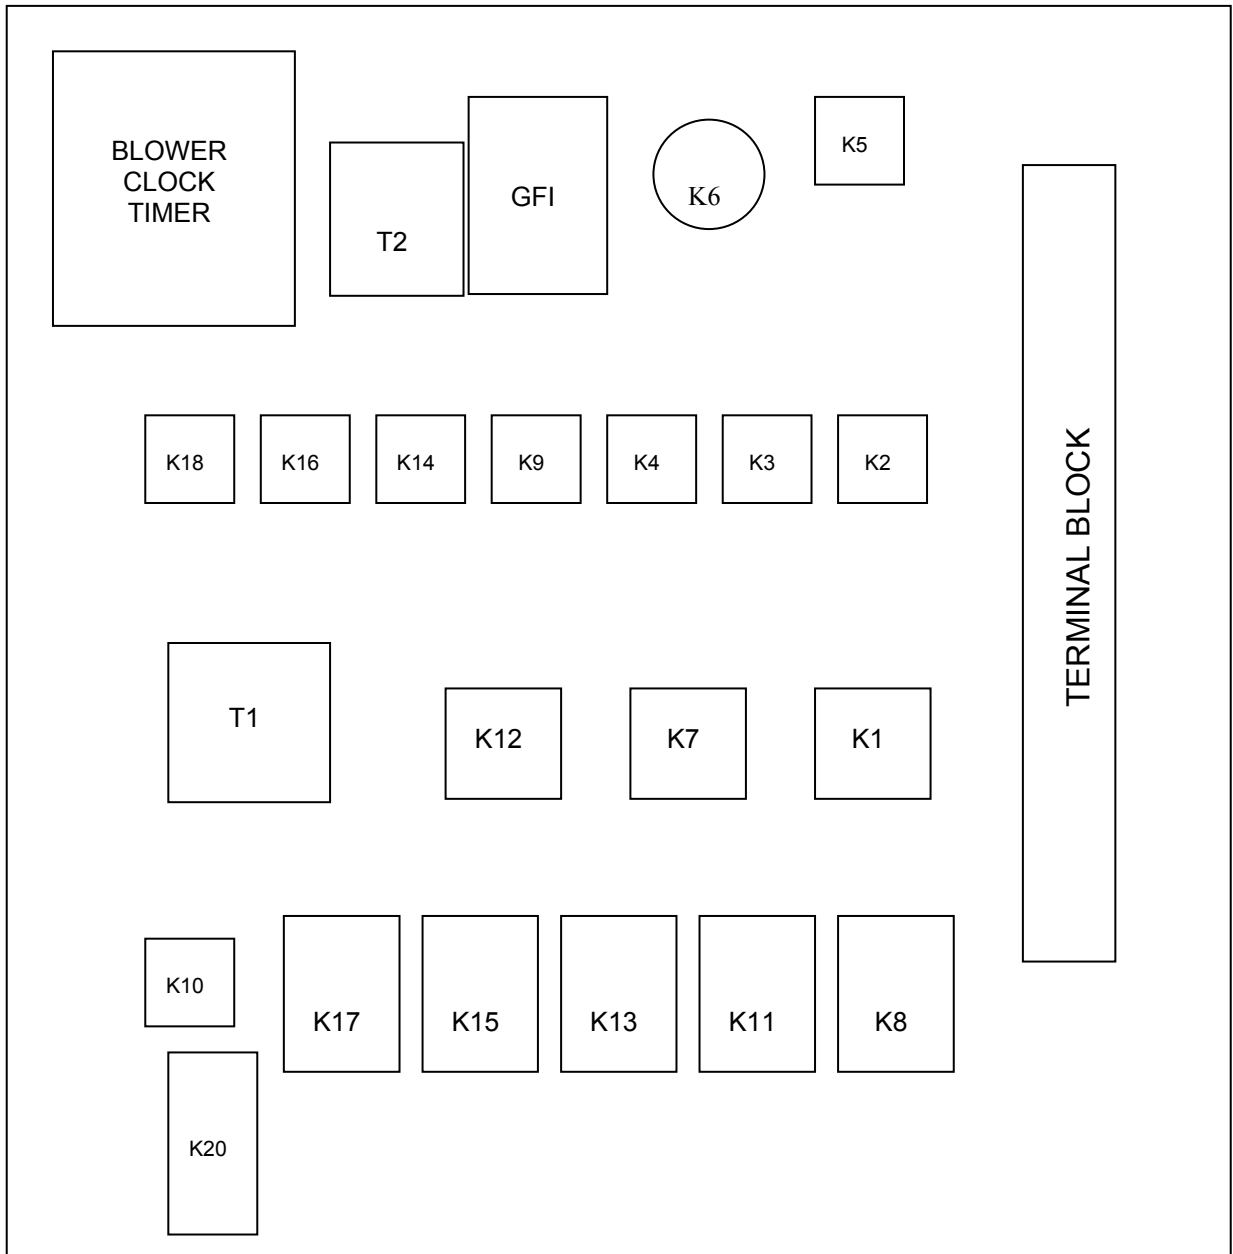 BLOWER
CLOCK
TIMER
T2
GFI
K6
K5
K18
K16
K14
K9
K4
K3
K2
TERMINAL BLOCK
T1
K12
K7
K1
K10
K17
K15
K13
K11
K8
K20